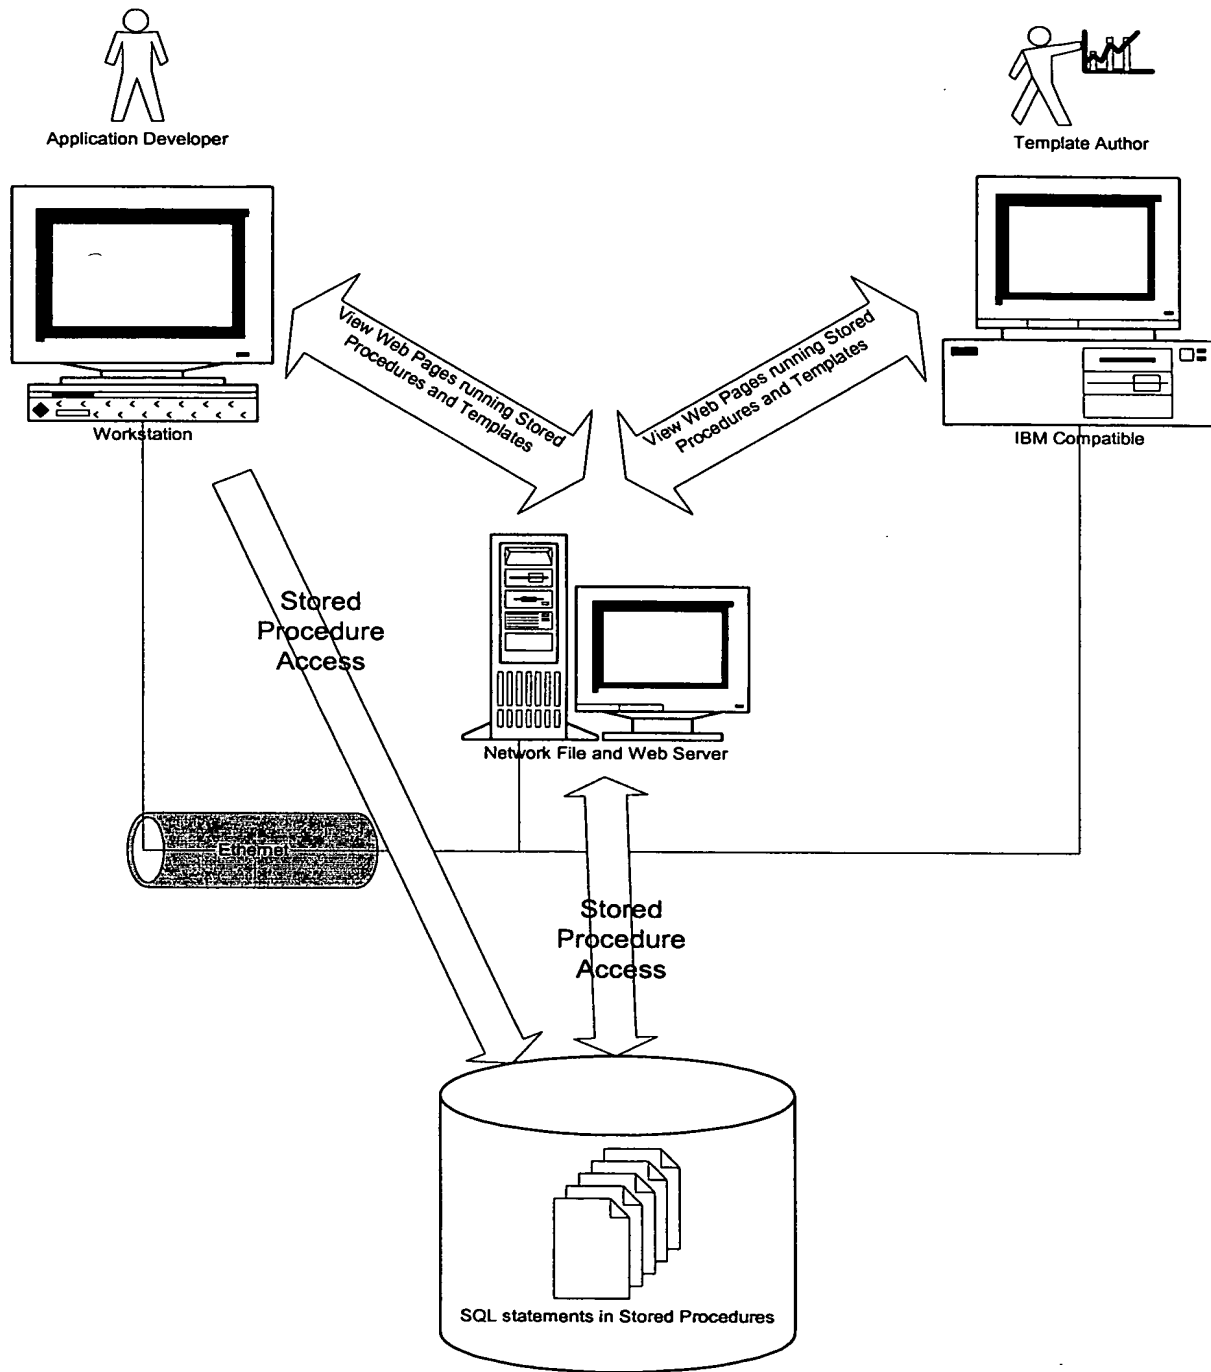 Application Developer
Template Author
View Web Pages running Stored
Procedures and Templates
View Web Pages running Stored
Procedures and Templates
Workstation
IBM Compatible
Stored
Procedure
Access
Network File and Web Server
Ethernet
Stored
Procedure
Access
SQL statements in Stored Procedures